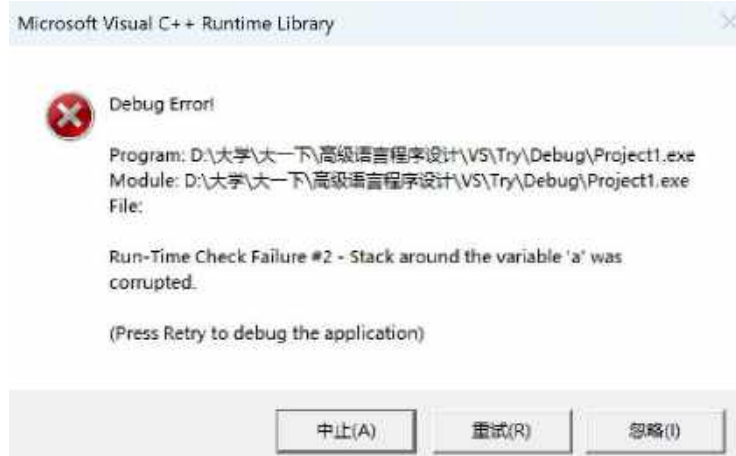 Microsoft Visual C++ Runtime Library
Debug Error!
Program: D:\大学\大一下\高级语言程序设计\VS\Try\Debug\Project1.exe
Module: D:\大学\大一下\高级语言程序设计\VS\Try\Debug\Project1.exe
File:
Run-Time Check Failure #2 - Stack around the variable 'a' was
corrupted.
(Press Retry to debug the application)
中止(A) 重试(R) 忽略(I)